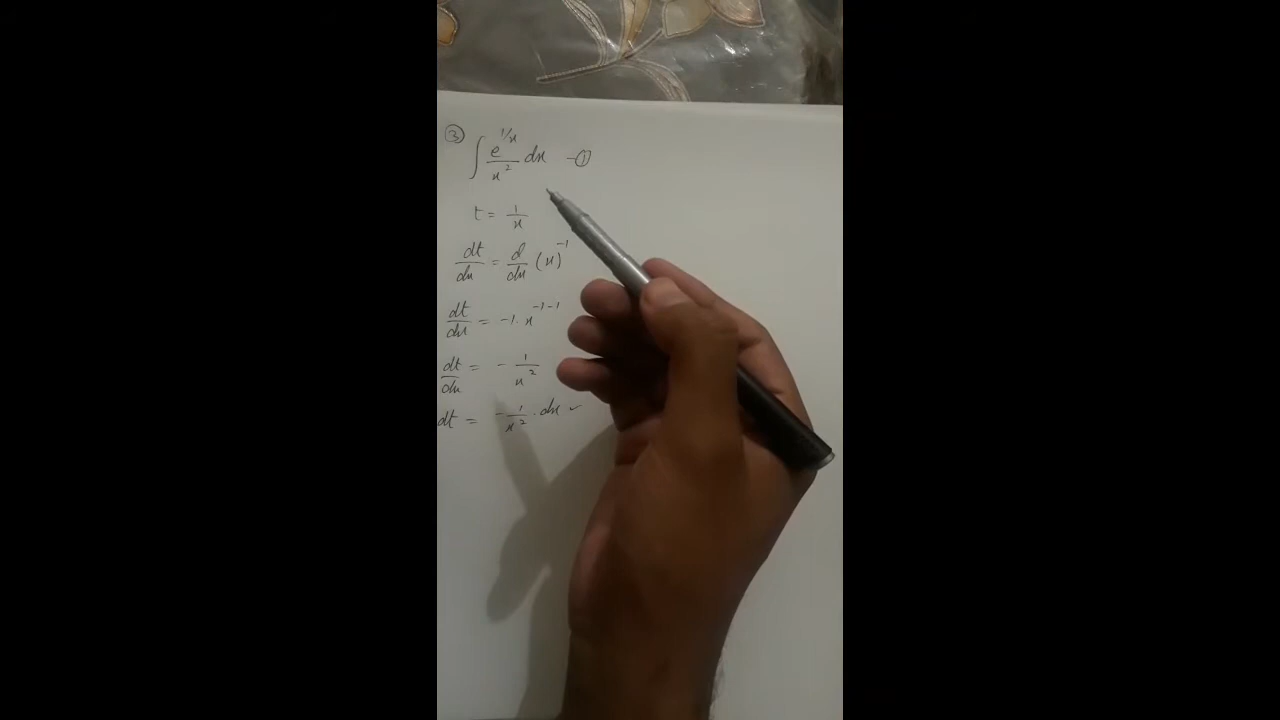 ③
∫ e^{1/x}/x² dx —①
t = 1/x
dt/dx = d/dx (x)^{-1}
dt/dx = -1. x^{-1-1}
dt/dx = - 1/x²
dt = - 1/x² . dx ✓